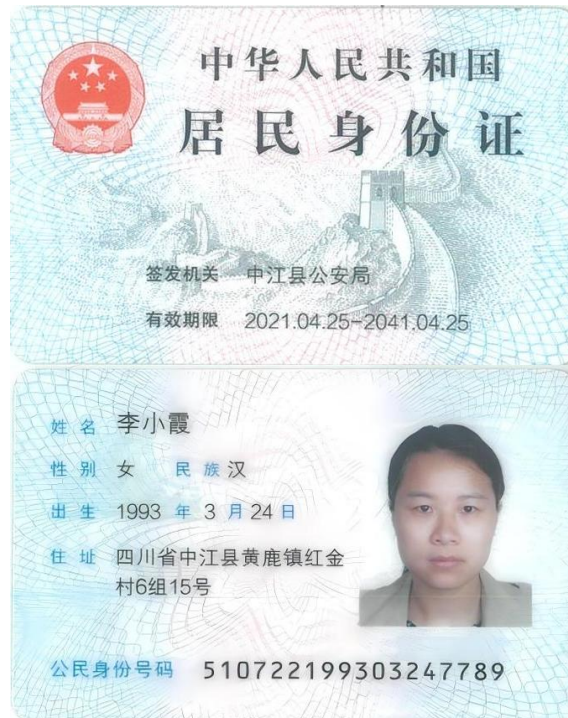 中华人民共和国
居民身份证
签发机关 中江县公安局
有效期限 2021.04.25-2041.04.25
姓名 李小霞
性别 女 民族 汉
出生 1993 年 3 月 24 日
住址 四川省中江县黄鹿镇红金
村6组15号
公民身份号码 510722199303247789